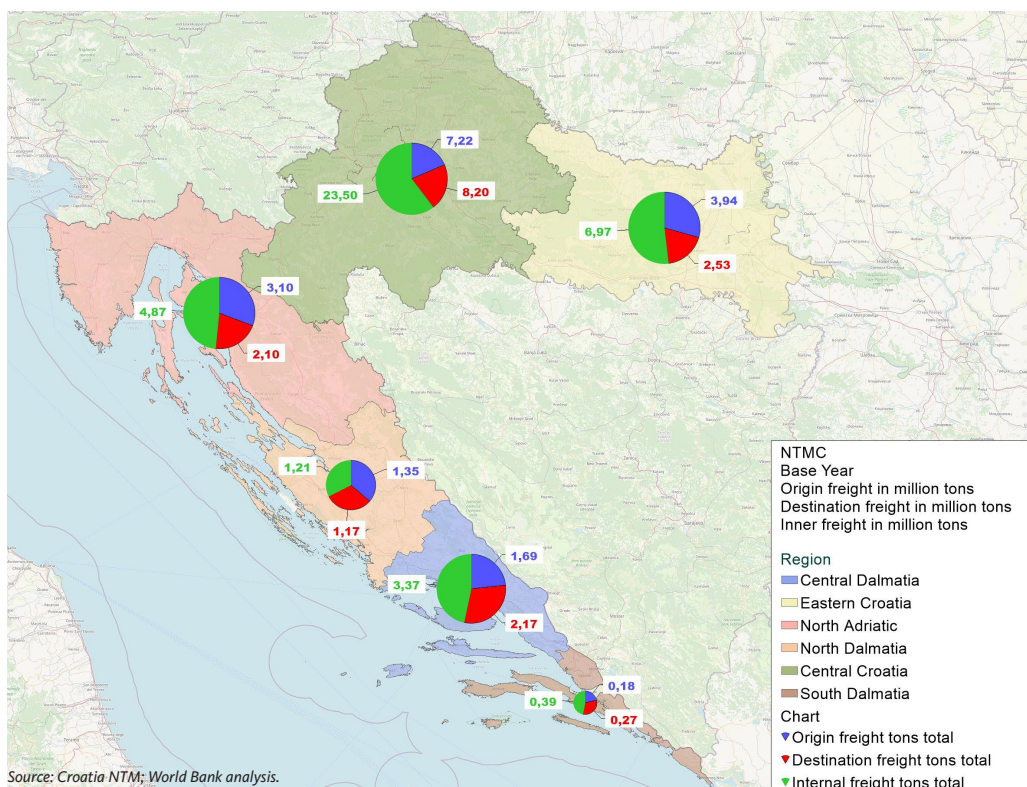 7,22
23,50
8,20
3,94
6,97
2,53
3,10
4,87
2,10
1,21
1,35
1,17
1,69
3,37
2,17
0,18
0,39
0,27
NTMC
Base Year
Origin freight in million tons
Destination freight in million tons
Inner freight in million tons
Region
Central Dalmatia
Eastern Croatia
North Adriatic
North Dalmatia
Central Croatia
South Dalmatia
Chart
Origin freight tons total
Destination freight tons total
Internal freight tons total
Source: Croatia NTM; World Bank analysis.